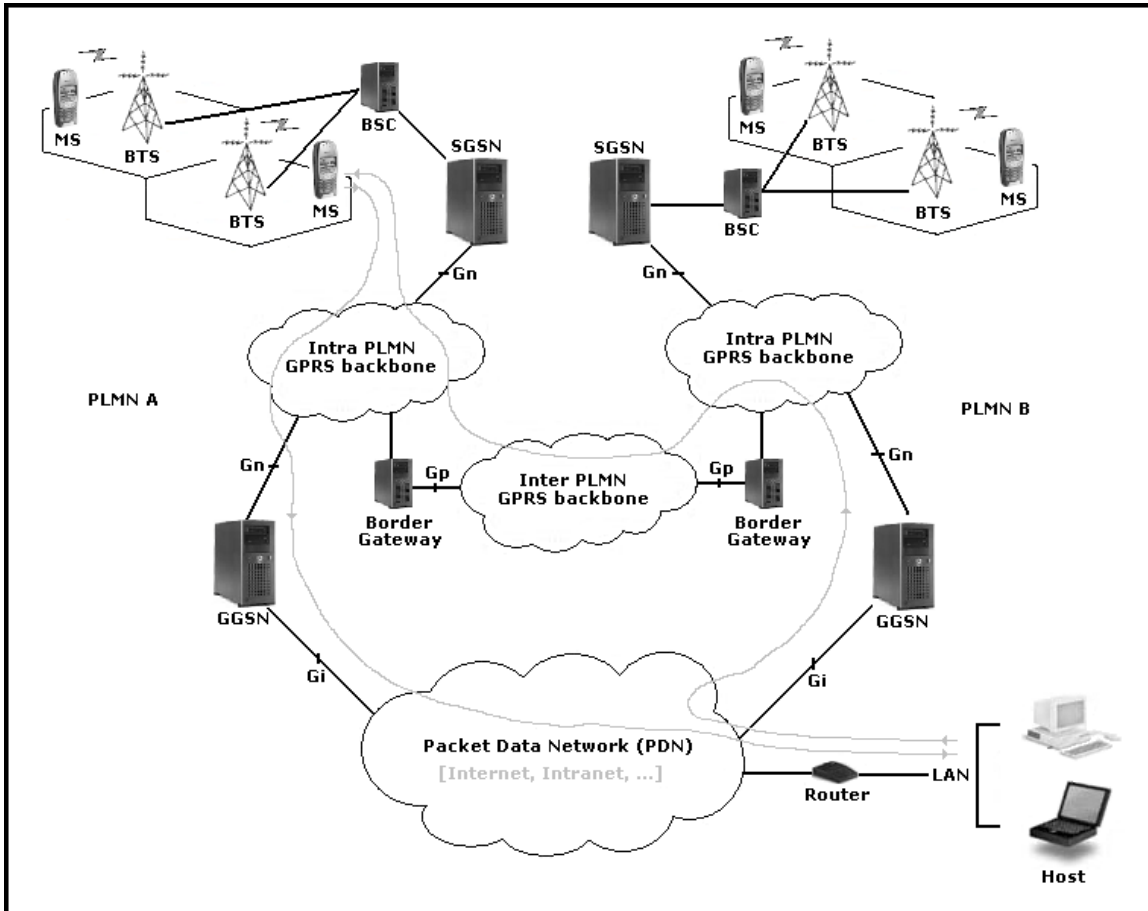 MS
BTS
BTS
MS
BSC
SGSN
SGSN
BSC
MS
BTS
BTS
MS
Gn
Gn
Intra PLMN
GPRS backbone
Intra PLMN
GPRS backbone
PLMN A
PLMN B
Gn
Gp
Inter PLMN
GPRS backbone
Gp
Gn
Border
Gateway
Border
Gateway
GGSN
GGSN
Gi
Gi
Packet Data Network (PDN)
[Internet, Intranet, ...]
Router
LAN
Host